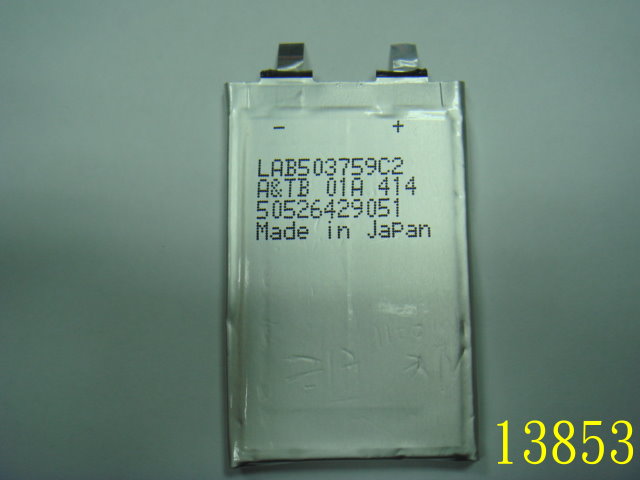 - +
LAB503759C2
A&TB 01A 414
50526429051
Made in JaPan
13853